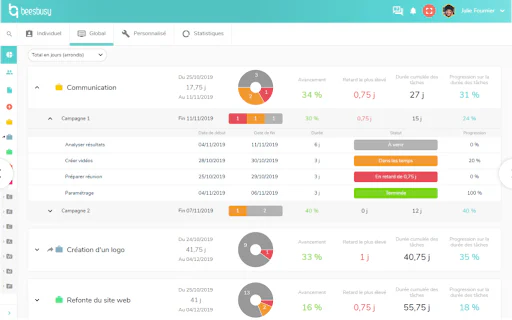 beesbusy
Julie Fournier
Individuel Global Personnalisé Statistiques
Total en jours (arrondis)
Communication
Du 25/10/2019
17,75 j
Au 11/11/2019
3 1 2
Avancement
34 %
Retard le plus élevé
0,75 j
Durée cumulée des tâches
27 j
Progression sur la durée des tâches
31 %
Campagne 1 Fin 11/11/2019 1 1 2 30 % 0,75 j 15 j 24 %
Date de début Date de fin Durée Statut Progression
Analyser résultats 04/11/2019 11/11/2019 6 j À venir 0 %
Créer vidéos 28/10/2019 30/10/2019 3 j Dans les temps 20 %
Préparer réunion 25/10/2019 29/10/2019 3 j En retard de 0,75 j 0 %
Paramétrage 04/11/2019 06/11/2019 3 j Terminée 100 %
Campagne 2 Fin 07/11/2019 1 40 % 0 j 12 j 40 %
Création d'un logo
Du 24/10/2019
41,75 j
Au 04/12/2019
9 1
Avancement
33 %
Retard le plus élevé
1 j
Durée cumulée des tâches
40,75 j
Progression sur la durée des tâches
35 %
Refonte du site web
Du 25/10/2019
41 j
Au 04/12/2019
13 2
Avancement
16 %
Retard le plus élevé
0,75 j
Durée cumulée des tâches
55,75 j
Progression sur la durée des tâches
18 %